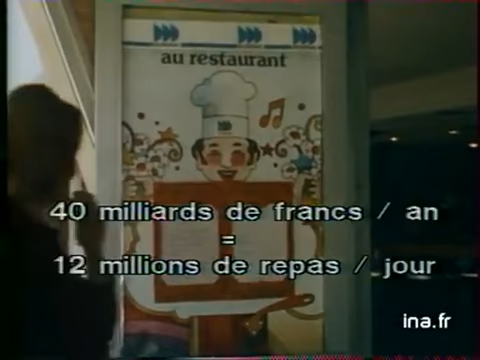 au restaurant
40 milliards de francs / an
=
12 millions de repas / jour
ina.fr